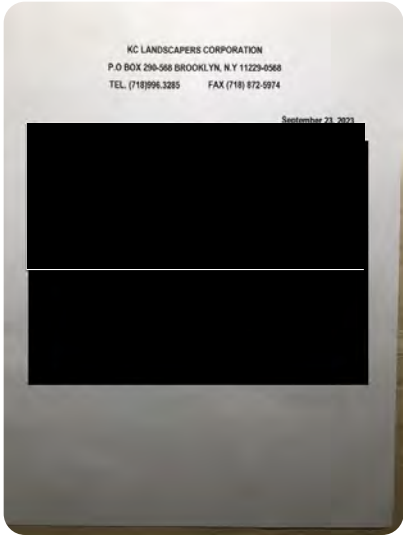 KC LANDSCAPERS CORPORATION
P.O BOX 290-568 BROOKLYN, N.Y 11229-0568
TEL. (718)996.3285 FAX (718) 872-5974
September 23, 2023